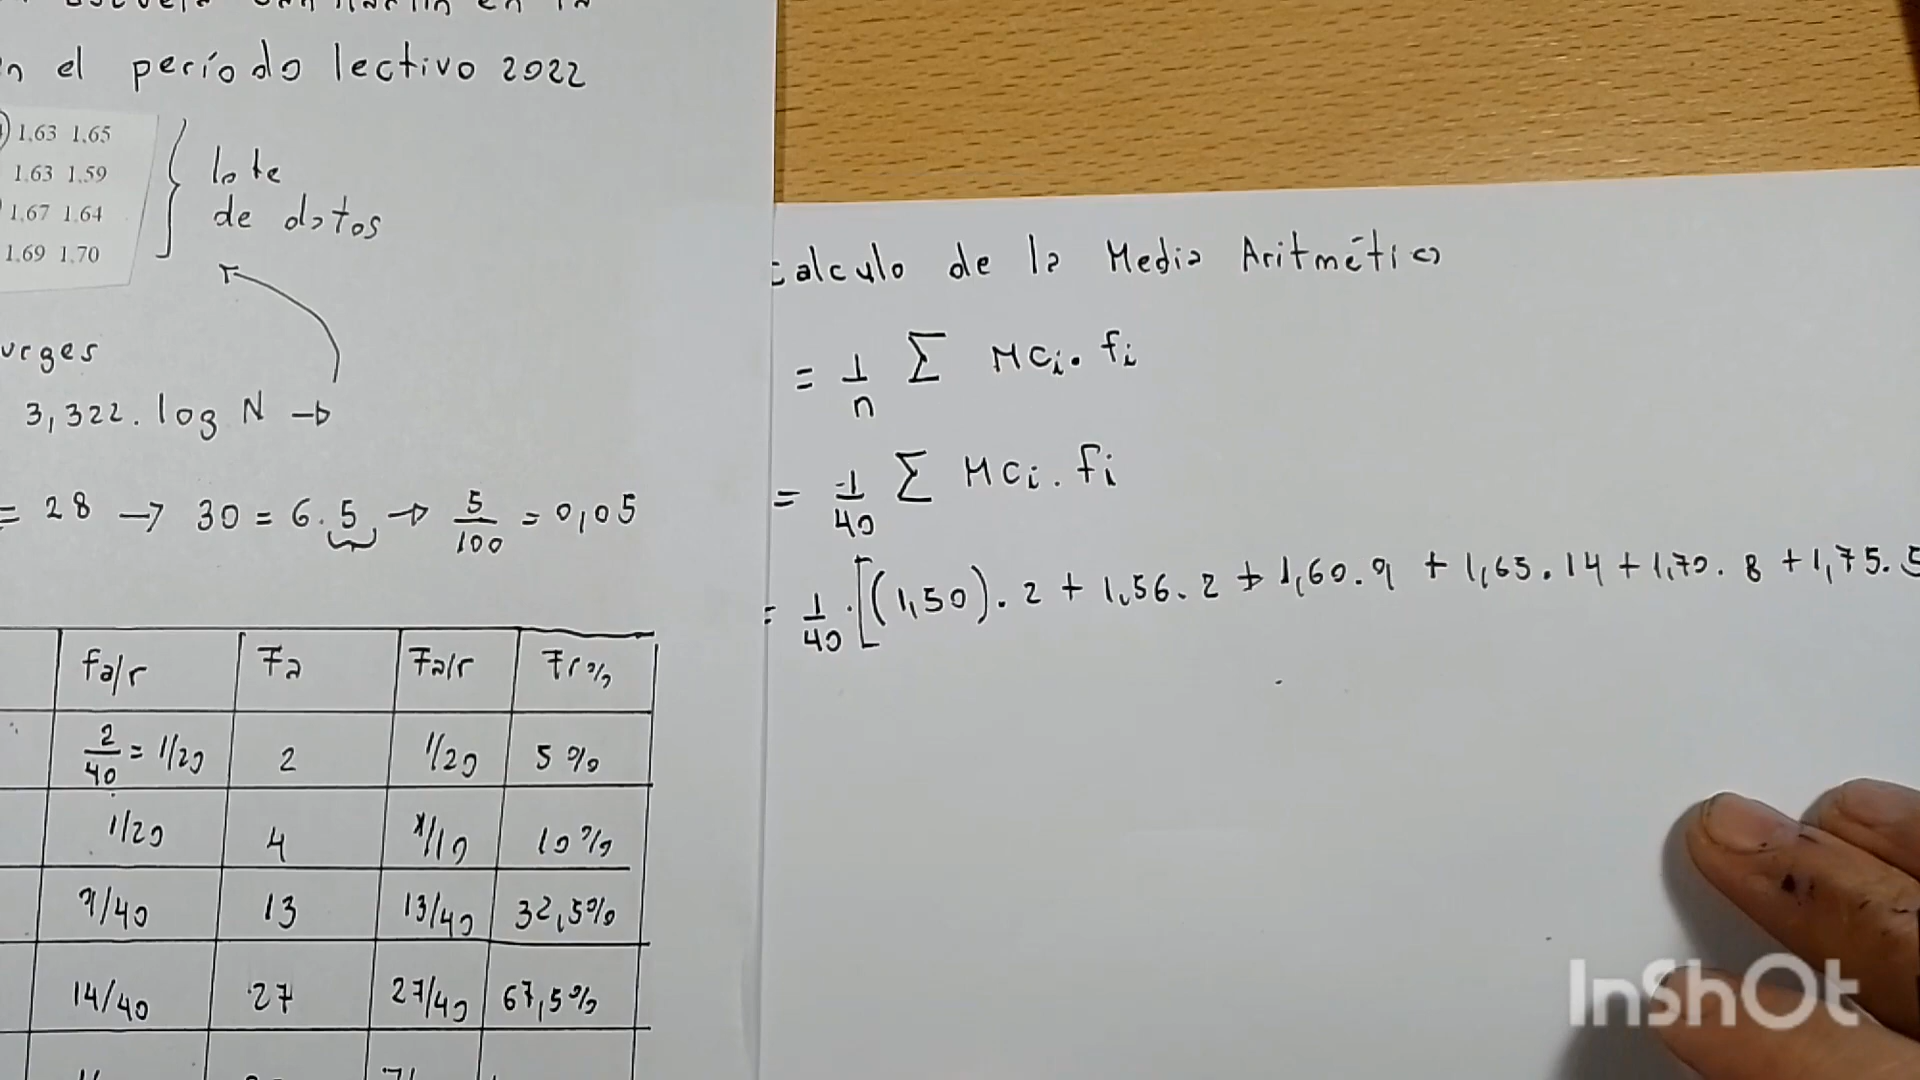 en la
el período lectivo 2022
1.63 1.65
1.63 1.59
1.67 1.64
1.69 1.70
lote
de datos
urges
3,322. log N →
= 28 → 30 = 6.5 → 5/100 = 0,05
fa/r Fa Fa/r Fr%
2/40 = 1/20 2 1/20 5%
1/20 4 1/10 10%
9/40 13 13/40 32,5%
14/40 27 27/40 67,5%
calculo de la Media Aritmética
= 1/n Σ MCi. fi
= 1/40 Σ MCi. fi
= 1/40 . [(1,50). 2 + 1,56. 2 + 1,60. 9 + 1,65. 14 + 1,70. 8 + 1,75. 5
InShOt